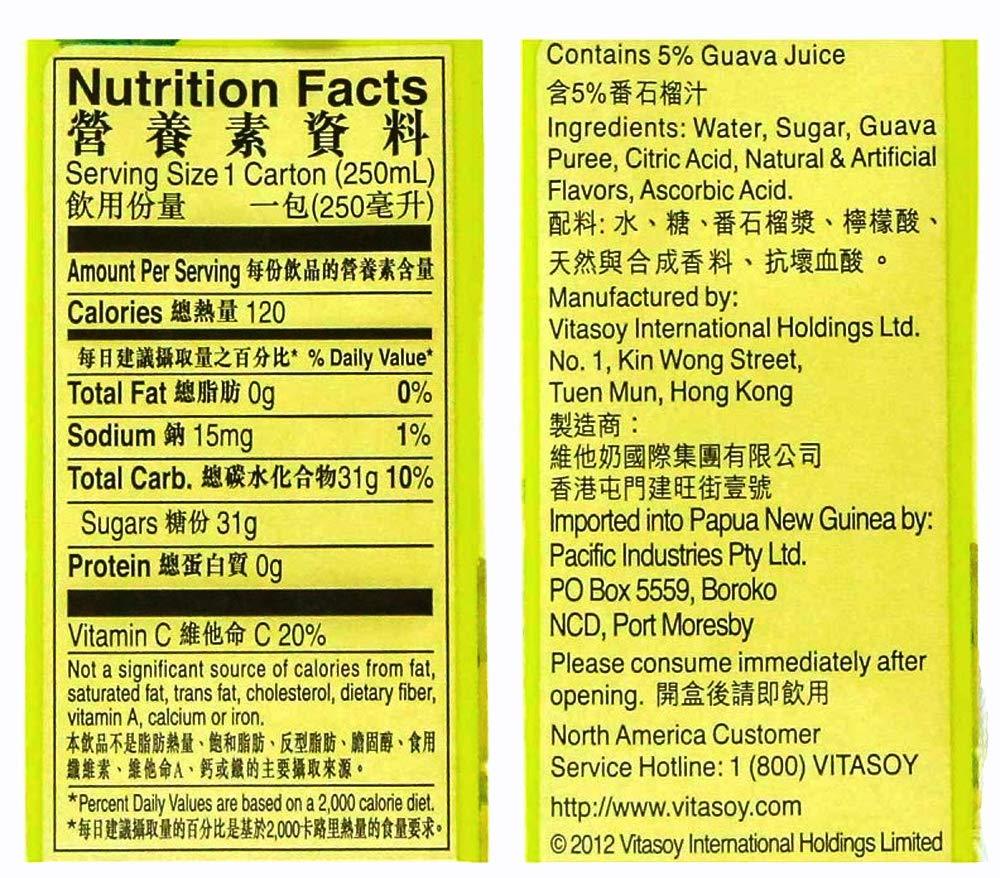 Nutrition Facts
營養素資料
Serving Size 1 Carton (250mL)
飲用份量 一包(250毫升)
Amount Per Serving 每份飲品的營養素含量
Calories 總熱量 120
每日建議攝取量之百分比* % Daily Value*
Total Fat 總脂肪 0g 0%
Sodium 鈉 15mg 1%
Total Carb. 總碳水化合物31g 10%
Sugars 糖份 31g
Protein 總蛋白質 0g
Vitamin C 維他命 C 20%
Not a significant source of calories from fat,
saturated fat, trans fat, cholesterol, dietary fiber,
vitamin A, calcium or iron.
本飲品不是脂肪熱量、飽和脂肪、反型脂肪、膽固醇、食用
纖維素、維他命A、鈣或鐵的主要攝取來源。
*Percent Daily Values are based on a 2,000 calorie diet.
*每日建議攝取量的百分比是基於2,000卡路里熱量的食量要求。
Contains 5% Guava Juice
含5%番石榴汁
Ingredients: Water, Sugar, Guava
Puree, Citric Acid, Natural & Artificial
Flavors, Ascorbic Acid.
配料: 水、糖、番石榴漿、檸檬酸、
天然與合成香料、抗壞血酸。
Manufactured by:
Vitasoy International Holdings Ltd.
No. 1, Kin Wong Street,
Tuen Mun, Hong Kong
製造商：
維他奶國際集團有限公司
香港屯門建旺街壹號
Imported into Papua New Guinea by:
Pacific Industries Pty Ltd.
PO Box 5559, Boroko
NCD, Port Moresby
Please consume immediately after
opening. 開盒後請即飲用
North America Customer
Service Hotline: 1 (800) VITASOY
http://www.vitasoy.com
© 2012 Vitasoy International Holdings Limited